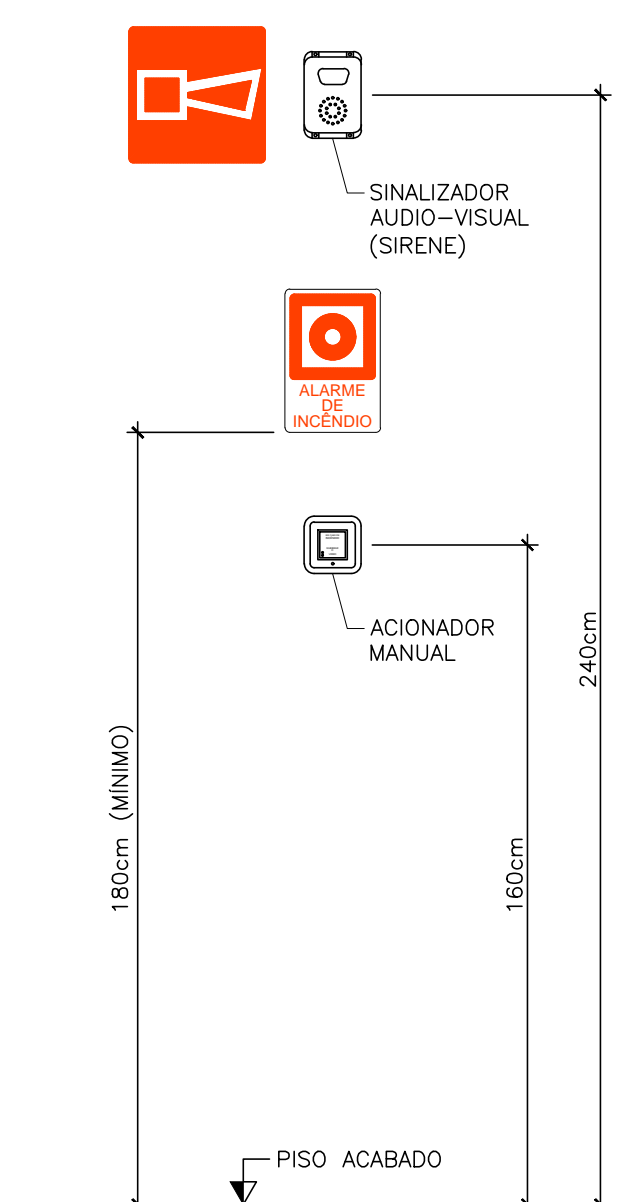 SINALIZADOR
AUDIO-VISUAL
(SIRENE)
ALARME
DE
INCÊNDIO
ACIONADOR
MANUAL
240cm
180cm (MÍNIMO)
160cm
PISO ACABADO